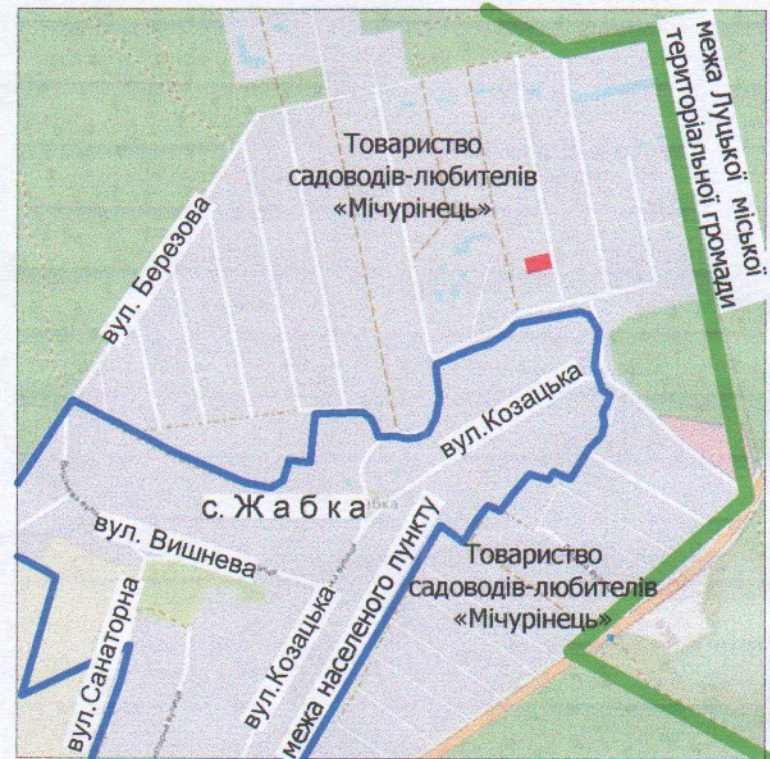 межа Луцької міської
територіальної громади
Товариство
садоводів-любителів
«Мічурінець»
вул. Березова
вул.Козацька
с. Жабка
вул. Вишнева
Товариство
садоводів-любителів
«Мічурінець»
вул.Санаторна
вул.Козацька
межа населеного пункту